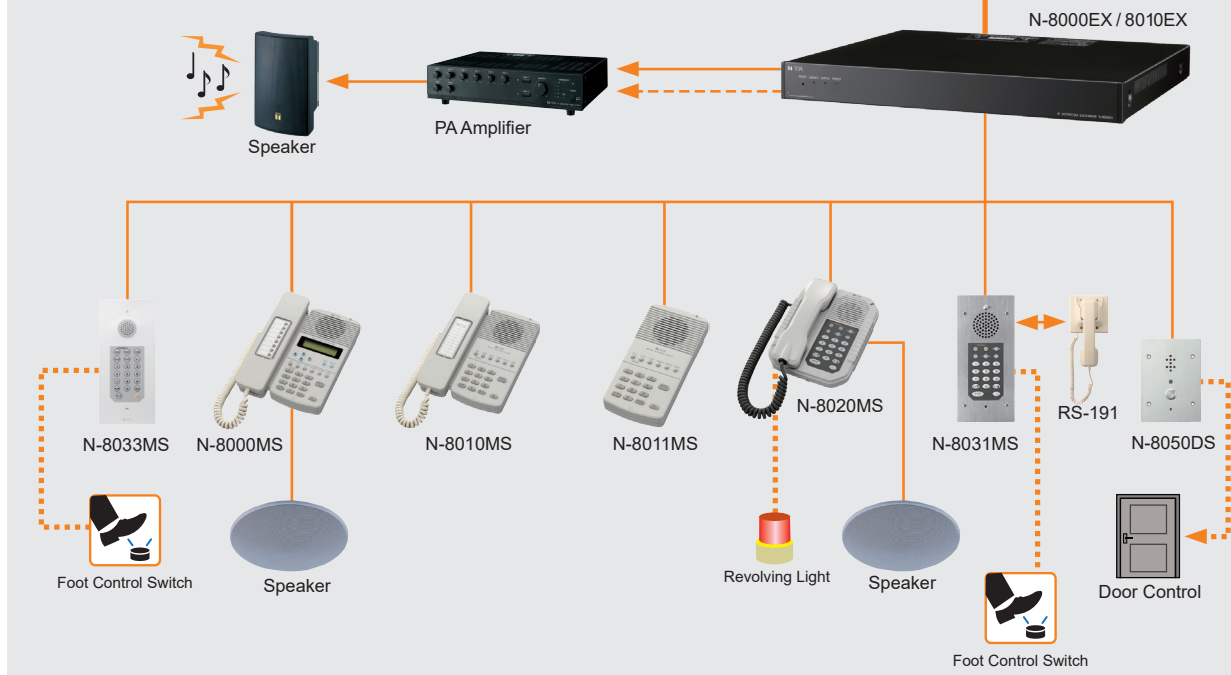 N-8000EX / 8010EX
TOA
PA Amplifier
Speaker
N-8033MS
N-8000MS
N-8010MS
N-8011MS
N-8020MS
N-8031MS
RS-191
N-8050DS
Foot Control Switch
Speaker
Revolving Light
Speaker
Door Control
Foot Control Switch